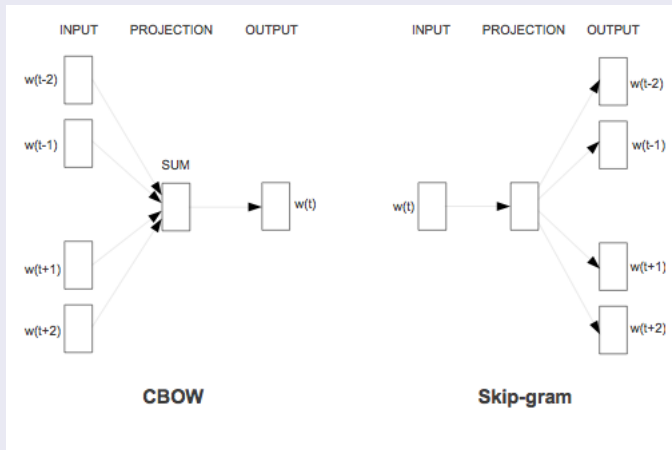 INPUT PROJECTION OUTPUT
w(t-2)
w(t-1)
SUM
w(t)
w(t+1)
w(t+2)
CBOW
INPUT PROJECTION OUTPUT
w(t-2)
w(t-1)
w(t)
w(t+1)
w(t+2)
Skip-gram